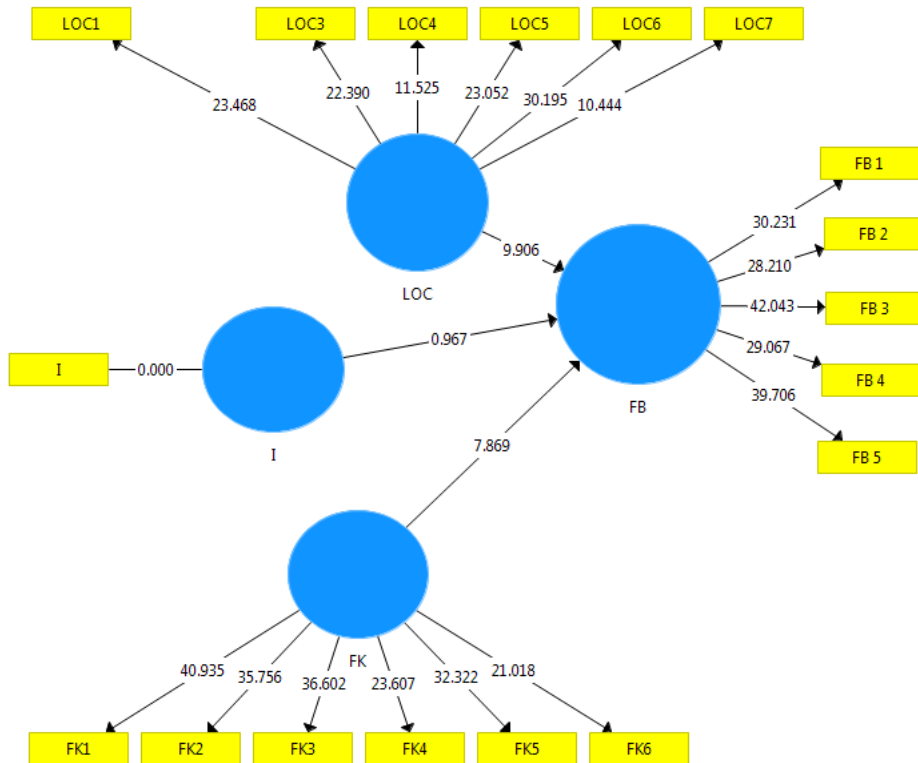 LOC1 LOC3 LOC4 LOC5 LOC6 LOC7
23.468 22.390 11.525 23.052 30.195 10.444
LOC
9.906
FB 1
30.231
FB 2
28.210
FB 3
42.043
FB 4
29.067
FB 5
39.706
FB
I
0.000
I
0.967
7.869
FK
40.935 35.756 36.602 23.607 32.322 21.018
FK1 FK2 FK3 FK4 FK5 FK6